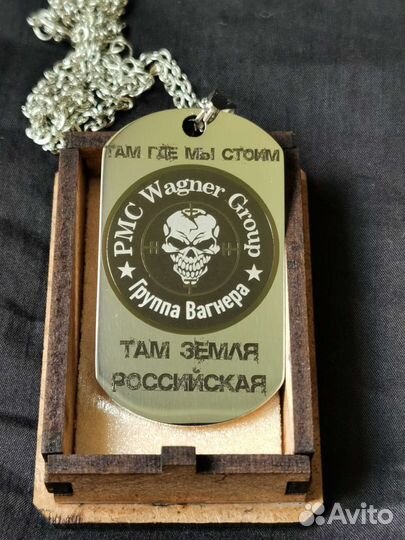 ТАМ ГДЕ МЫ СТОИМ
PMC Wagner Group
★ Группа Вагнера ★
ТАМ ЗЕМЛЯ
РОССИЙСКАЯ
Avito